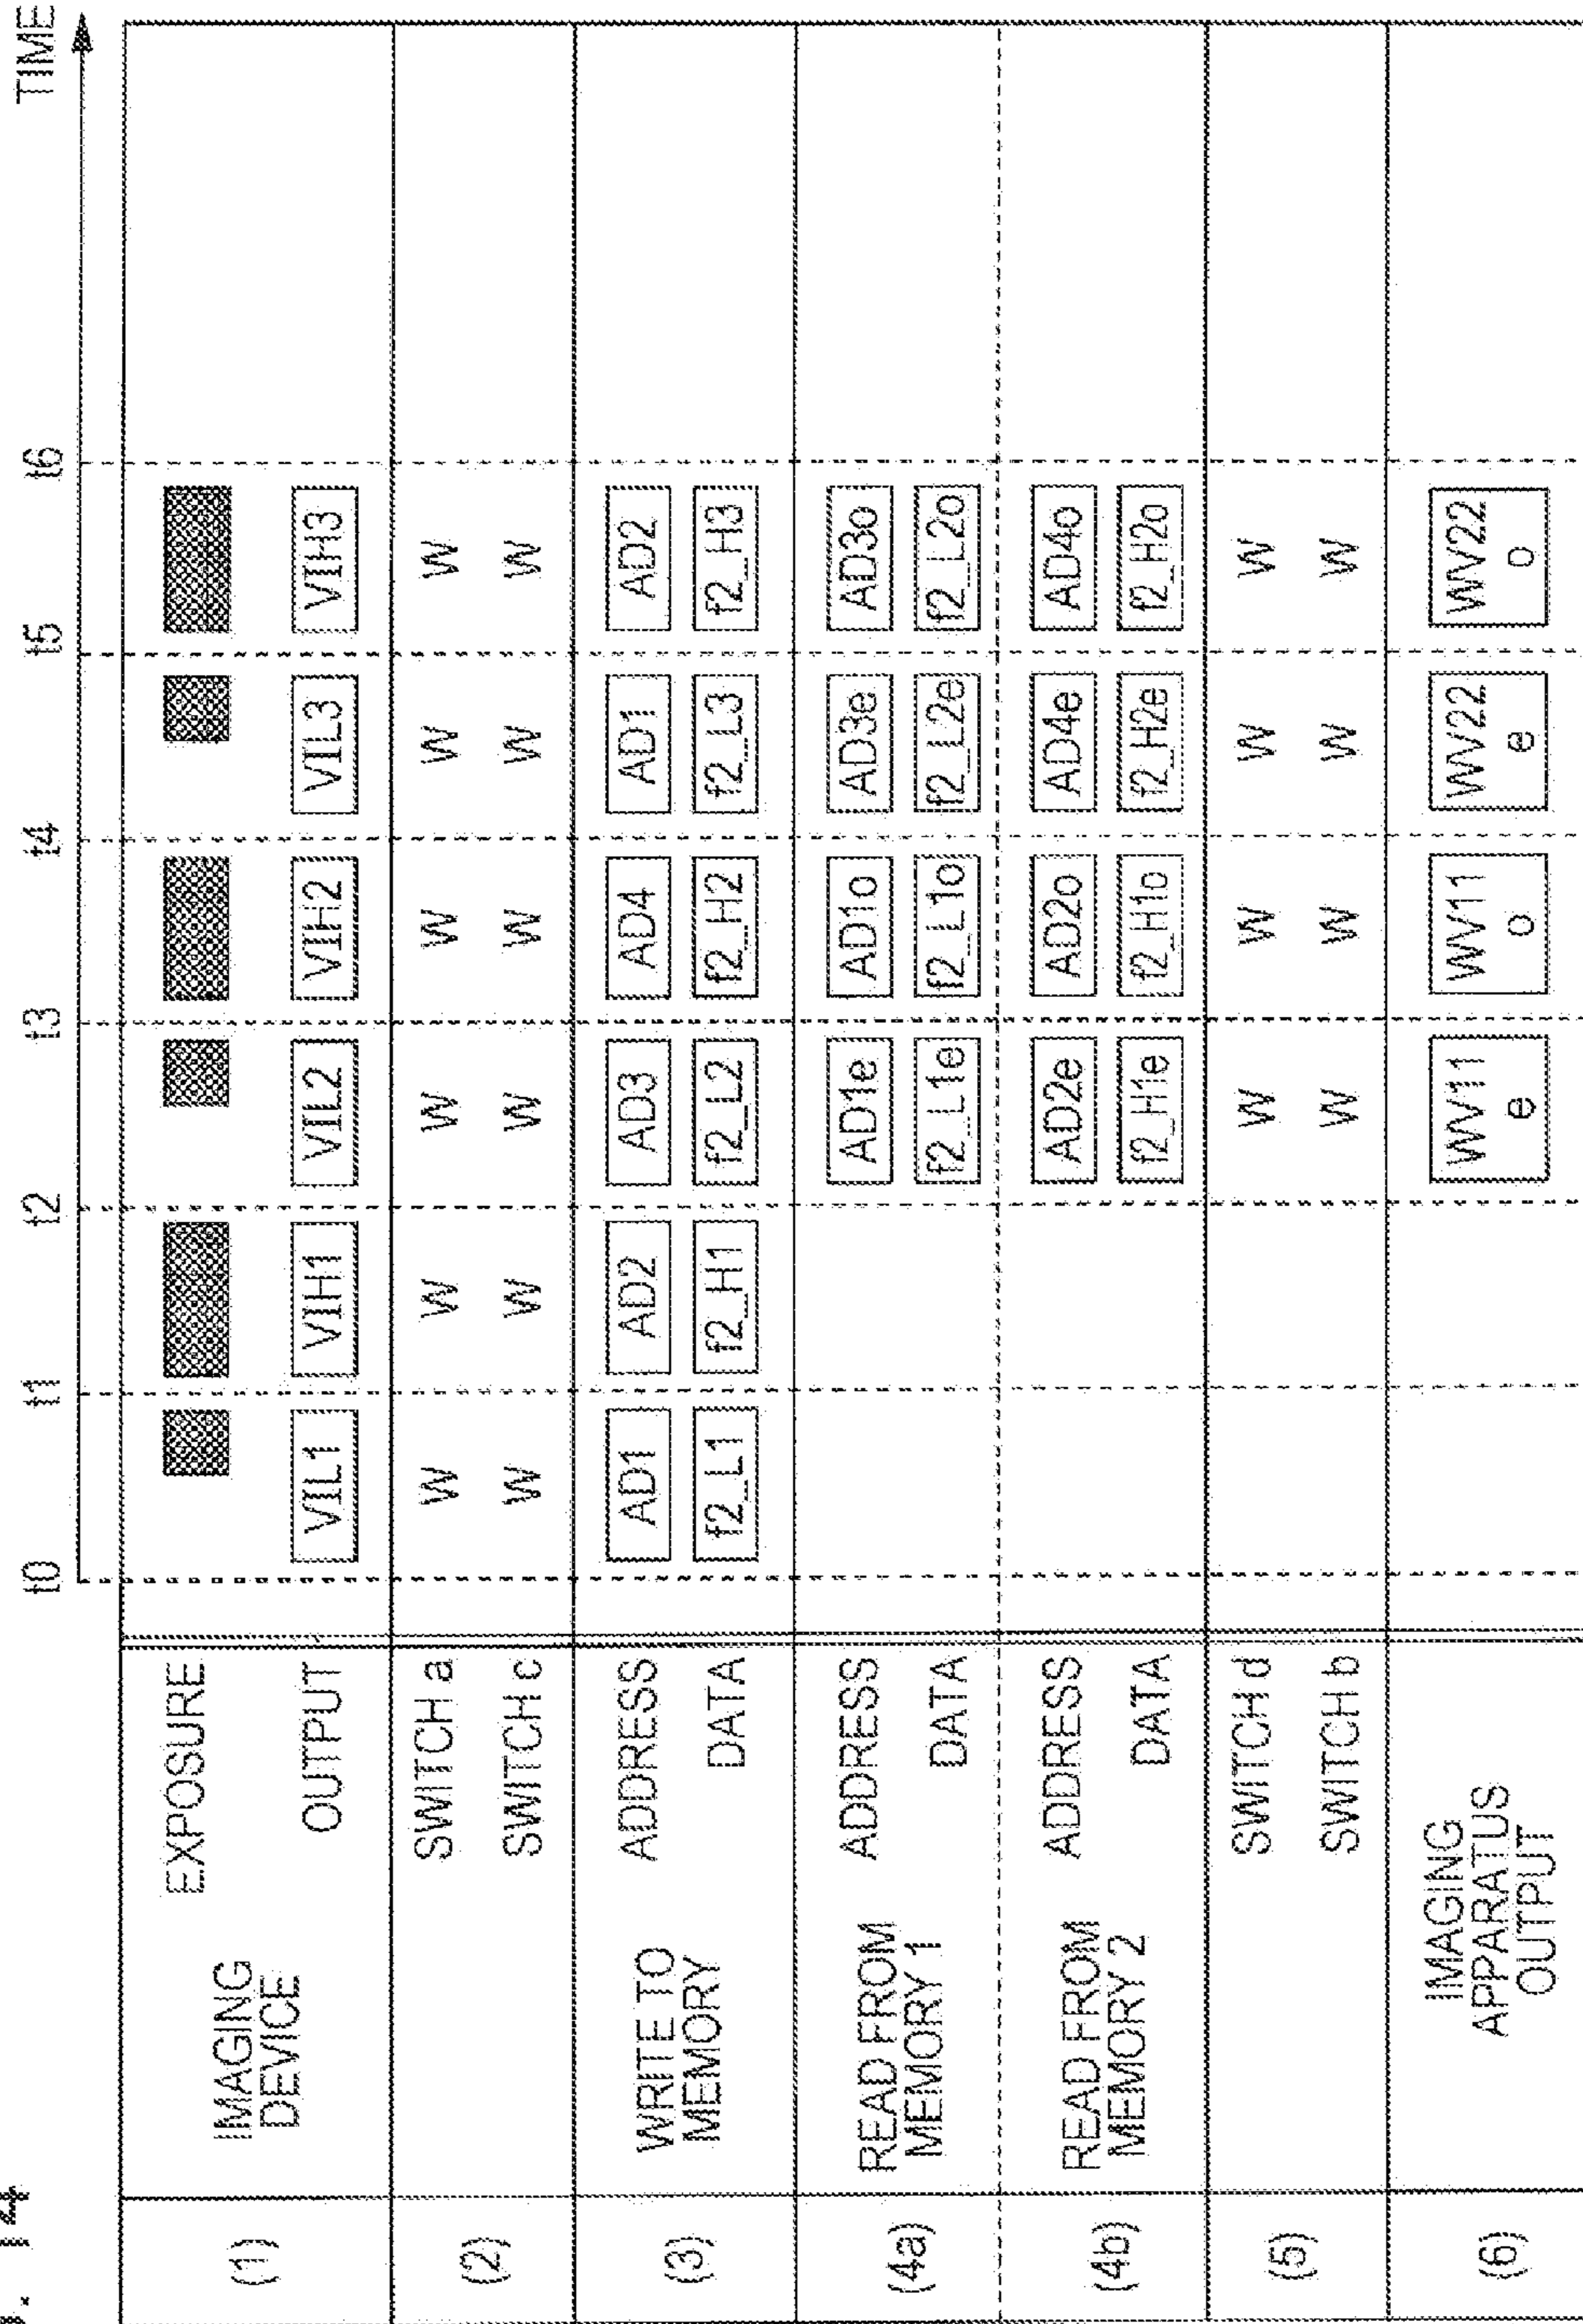 . 14
t0 t1 t2 t3 t4 t5 t6 TIME
(1) IMAGING DEVICE EXPOSURE
OUTPUT VIL1 VIH1 VIL2 VIH2 VIL3 VIH3
(2) SWITCH a W W W W W W
SWITCH c W W W W W W
(3) WRITE TO MEMORY ADDRESS AD1 AD2 AD3 AD4 AD1 AD2
DATA f2_L1 f2_H1 f2_L2 f2_H2 f2_L3 f2_H3
(4a) READ FROM MEMORY 1 ADDRESS AD1e AD1o AD3e AD3o
DATA f2_L1e f2_L1o f2_L2e f2_L2o
(4b) READ FROM MEMORY 2 ADDRESS AD2e AD2o AD4e AD4o
DATA f2_H1e f2_H1o f2_H2e f2_H2o
(5) SWITCH d W W W W
SWITCH b W W W W
(6) IMAGING APPARATUS OUTPUT WV11 e WV11 o WV22 e WV22 o